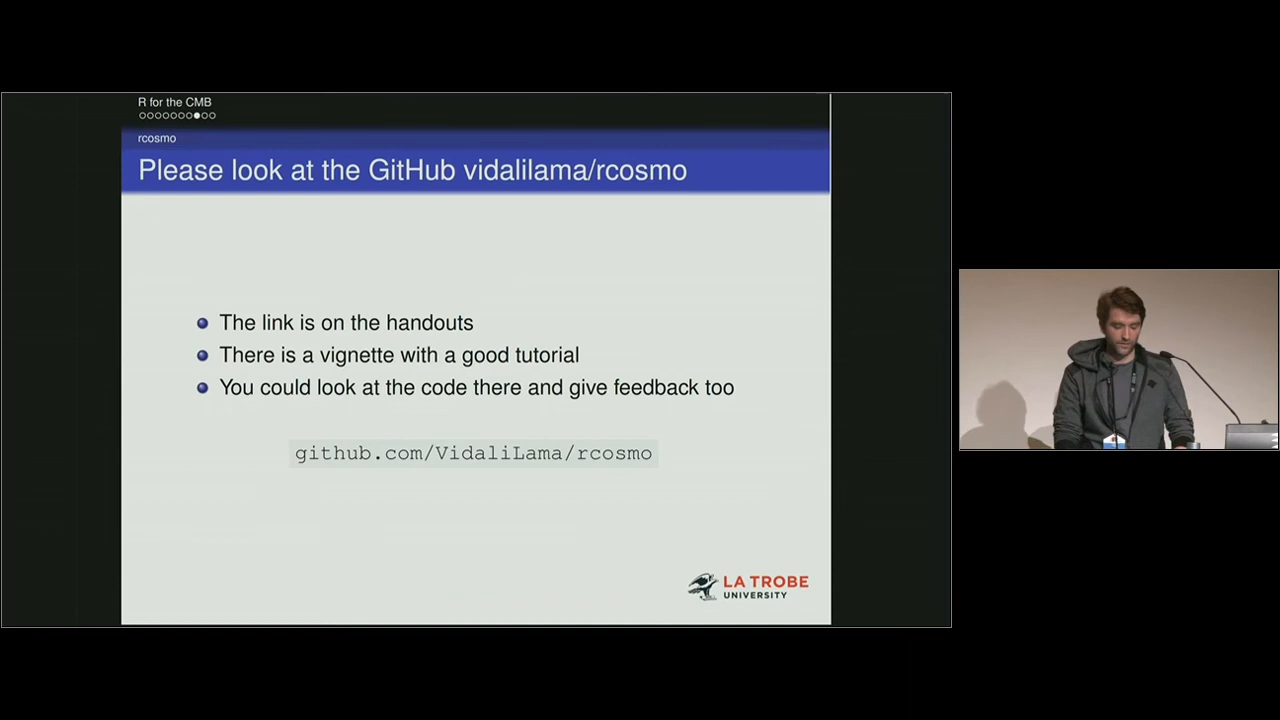 R for the CMB
rcosmo
Please look at the GitHub vidalilama/rcosmo
The link is on the handouts
There is a vignette with a good tutorial
You could look at the code there and give feedback too
github.com/VidaliLama/rcosmo
LA TROBE
UNIVERSITY